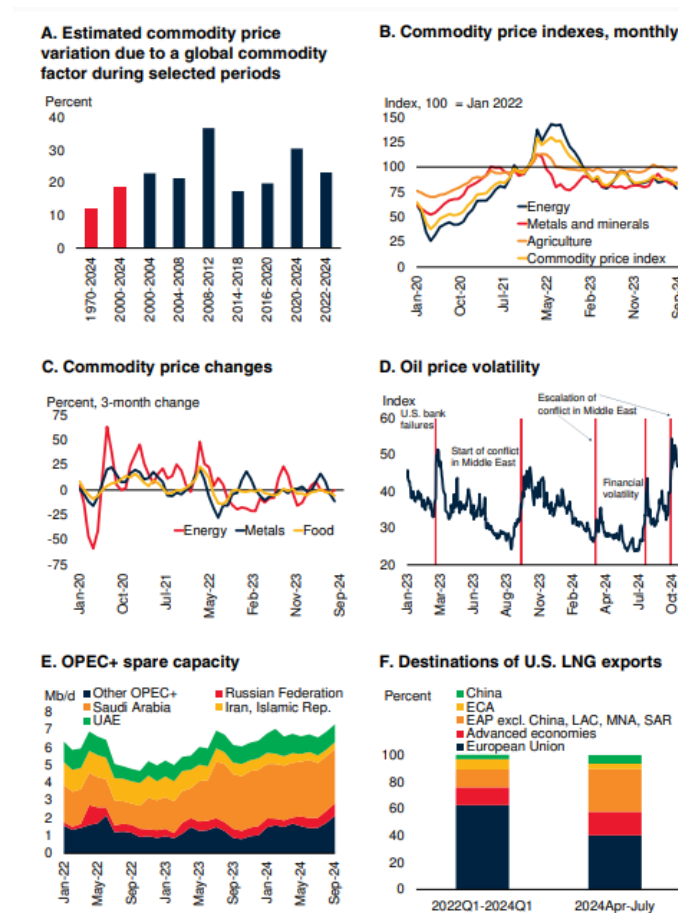 A. Estimated commodity price
variation due to a global commodity
factor during selected periods
Percent
40
30
20
10
0
1970-2024
2000-2024
2000-2004
2004-2008
2008-2012
2014-2018
2016-2020
2020-2024
2022-2024
B. Commodity price indexes, monthly
Index, 100 = Jan 2022
150
125
100
75
50
25
0
Energy
Metals and minerals
Agriculture
Commodity price index
Jan-20
Oct-20
Jul-21
May-22
Feb-23
Nov-23
Sep-24
C. Commodity price changes
Percent, 3-month change
75
50
25
0
-25
-50
-75
Energy
Metals
Food
Jan-20
Oct-20
Jul-21
May-22
Feb-23
Nov-23
Sep-24
D. Oil price volatility
Index
60
50
40
30
20
U.S. bank
failures
Start of conflict
in Middle East
Escalation of
conflict in Middle East
Financial
volatility
Jan-23
Mar-23
Jun-23
Aug-23
Nov-23
Jan-24
Apr-24
Jul-24
Oct-24
E. OPEC+ spare capacity
Mb/d
Other OPEC+
Russian Federation
Saudi Arabia
Iran, Islamic Rep.
UAE
8
7
6
5
4
3
2
1
0
Jan-22
May-22
Sep-22
Jan-23
May-23
Sep-23
Jan-24
May-24
Sep-24
F. Destinations of U.S. LNG exports
Percent
China
ECA
EAP excl. China, LAC, MNA, SAR
Advanced economies
European Union
100
80
60
40
20
0
2022Q1-2024Q1
2024Apr-July